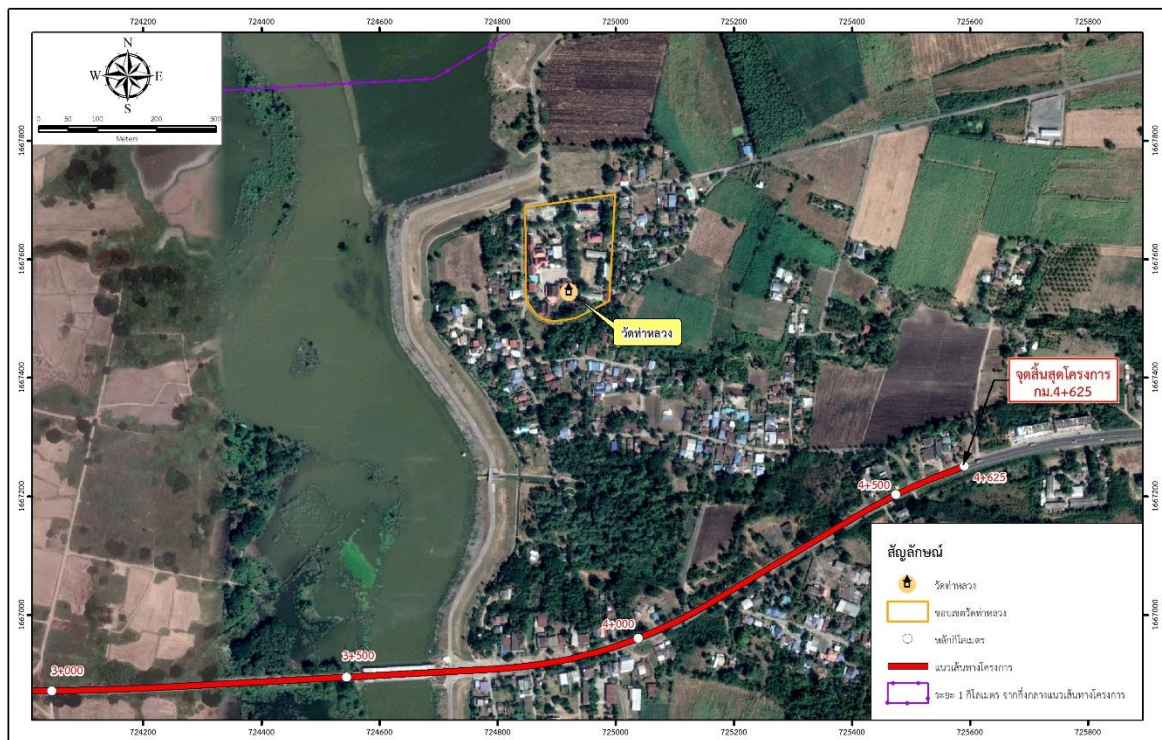 724200 724400 724600 724800 725000 725200 725400 725600 725800
N
W E
S
0 50 100 200 300
Meters
1667800 1667800
1667600 1667600
วัดท่าหลวง
1667400 1667400
จุดสิ้นสุดโครงการ
กม.4+625
4+500
4+625
1667200 1667200
สัญลักษณ์
วัดท่าหลวง
ขอบเขตวัดท่าหลวง
หลักกิโลเมตร
แนวเส้นทางโครงการ
ระยะ 1 กิโลเมตร จากกึ่งกลางแนวเส้นทางโครงการ
1667000 1667000
4+000
3+500
3+000
724200 724400 724600 724800 725000 725200 725400 725600 725800